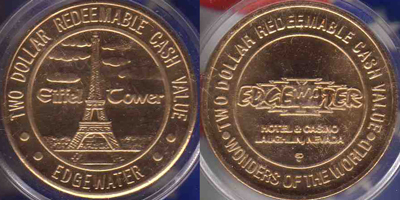 TWO DOLLAR REDEEMABLE CASH VALUE
Eiffel Tower
EDGEWATER
TWO DOLLAR REDEEMABLE CASH VALUE
EDGEWATER
HOTEL & CASINO
LAUGHLIN, NEVADA
WONDERS OF THE WORLD